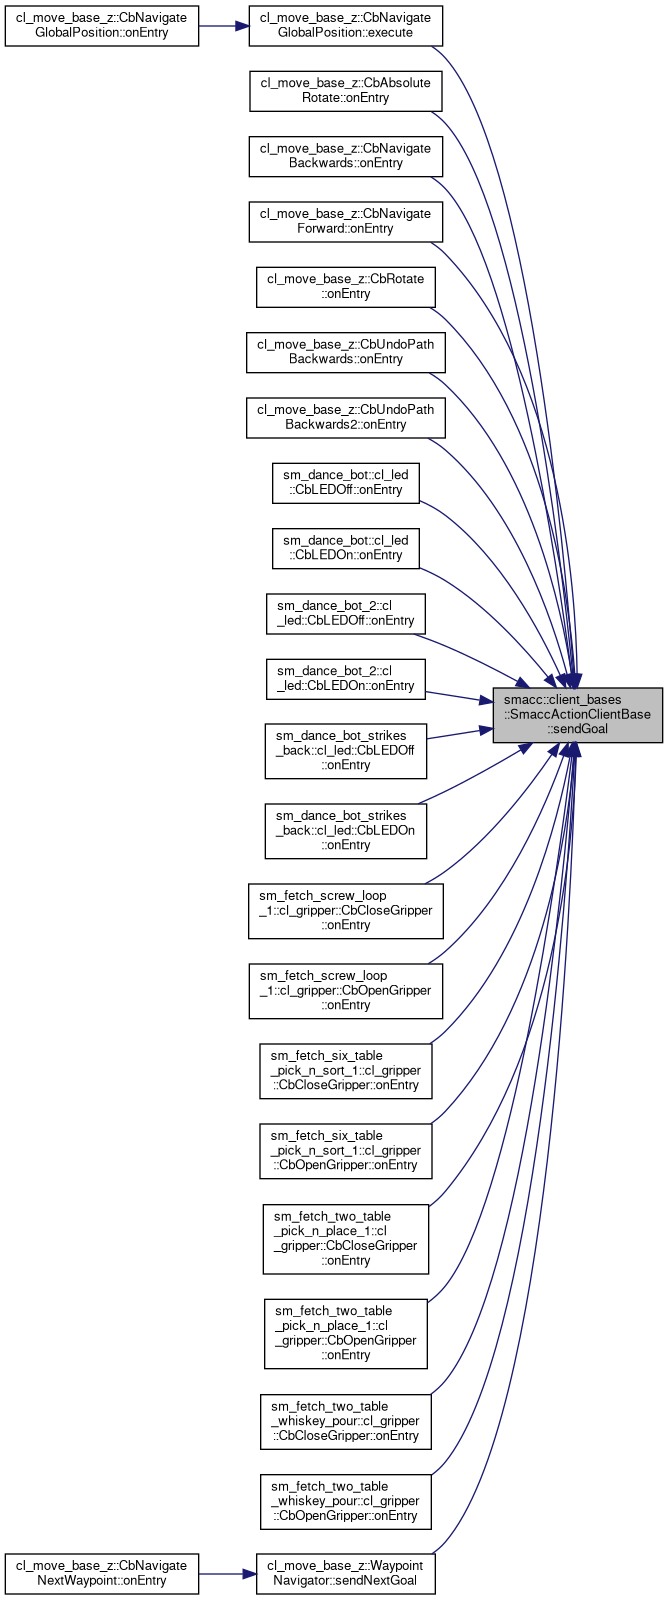 cl_move_base_z::CbNavigate
GlobalPosition::onEntry
cl_move_base_z::CbNavigate
GlobalPosition::execute
cl_move_base_z::CbAbsolute
Rotate::onEntry
cl_move_base_z::CbNavigate
Backwards::onEntry
cl_move_base_z::CbNavigate
Forward::onEntry
cl_move_base_z::CbRotate
::onEntry
cl_move_base_z::CbUndoPath
Backwards::onEntry
cl_move_base_z::CbUndoPath
Backwards2::onEntry
sm_dance_bot::cl_led
::CbLEDOff::onEntry
sm_dance_bot::cl_led
::CbLEDOn::onEntry
sm_dance_bot_2::cl
_led::CbLEDOff::onEntry
sm_dance_bot_2::cl
_led::CbLEDOn::onEntry
smacc::client_bases
::SmaccActionClientBase
::sendGoal
sm_dance_bot_strikes
_back::cl_led::CbLEDOff
::onEntry
sm_dance_bot_strikes
_back::cl_led::CbLEDOn
::onEntry
sm_fetch_screw_loop
_1::cl_gripper::CbCloseGripper
::onEntry
sm_fetch_screw_loop
_1::cl_gripper::CbOpenGripper
::onEntry
sm_fetch_six_table
_pick_n_sort_1::cl_gripper
::CbCloseGripper::onEntry
sm_fetch_six_table
_pick_n_sort_1::cl_gripper
::CbOpenGripper::onEntry
sm_fetch_two_table
_pick_n_place_1::cl
_gripper::CbCloseGripper
::onEntry
sm_fetch_two_table
_pick_n_place_1::cl
_gripper::CbOpenGripper
::onEntry
sm_fetch_two_table
_whiskey_pour::cl_gripper
::CbCloseGripper::onEntry
sm_fetch_two_table
_whiskey_pour::cl_gripper
::CbOpenGripper::onEntry
cl_move_base_z::CbNavigate
NextWaypoint::onEntry
cl_move_base_z::Waypoint
Navigator::sendNextGoal